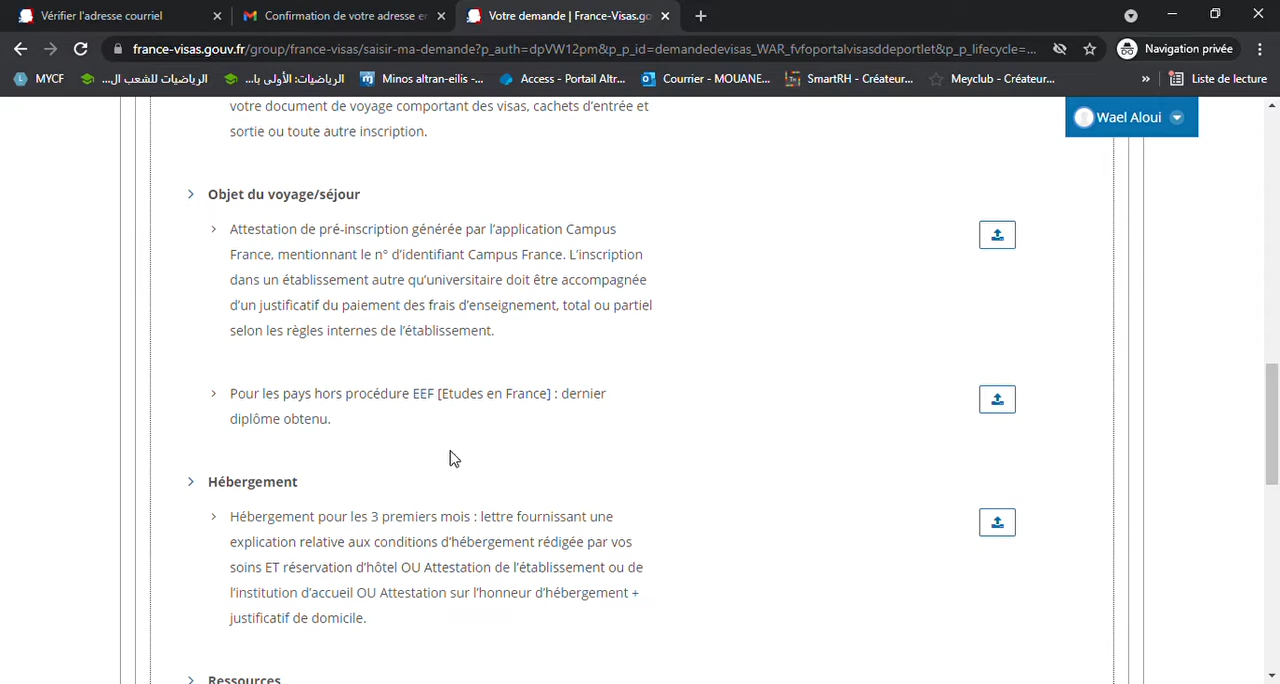 Vérifier l'adresse courriel
Confirmation de votre adresse e
Votre demande | France-Visas.go
france-visas.gouv.fr/group/france-visas/saisir-ma-demande?p_auth=dpVW12pm&p_p_id=demandedevisas_WAR_fvfoportalvisasddeportlet&p_p_lifecycle=...
Navigation privée
MYCF
الرياضيات للشعب ال...
الرياضيات: الأولى با...
Minos altran-eilis -...
Access - Portail Altr...
Courrier - MOUANE...
SmartRH - Créateur...
Meyclub - Créateur...
»
Liste de lecture
votre document de voyage comportant des visas, cachets d'entrée et
sortie ou toute autre inscription.
Wael Aloui
Objet du voyage/séjour
Attestation de pré-inscription générée par l'application Campus
France, mentionnant le n° d'identifiant Campus France. L'inscription
dans un établissement autre qu'universitaire doit être accompagnée
d'un justificatif du paiement des frais d'enseignement, total ou partiel
selon les règles internes de l'établissement.
Pour les pays hors procédure EEF [Etudes en France] : dernier
diplôme obtenu.
Hébergement
Hébergement pour les 3 premiers mois : lettre fournissant une
explication relative aux conditions d'hébergement rédigée par vos
soins ET réservation d'hôtel OU Attestation de l'établissement ou de
l'institution d'accueil OU Attestation sur l'honneur d'hébergement +
justificatif de domicile.
Ressources